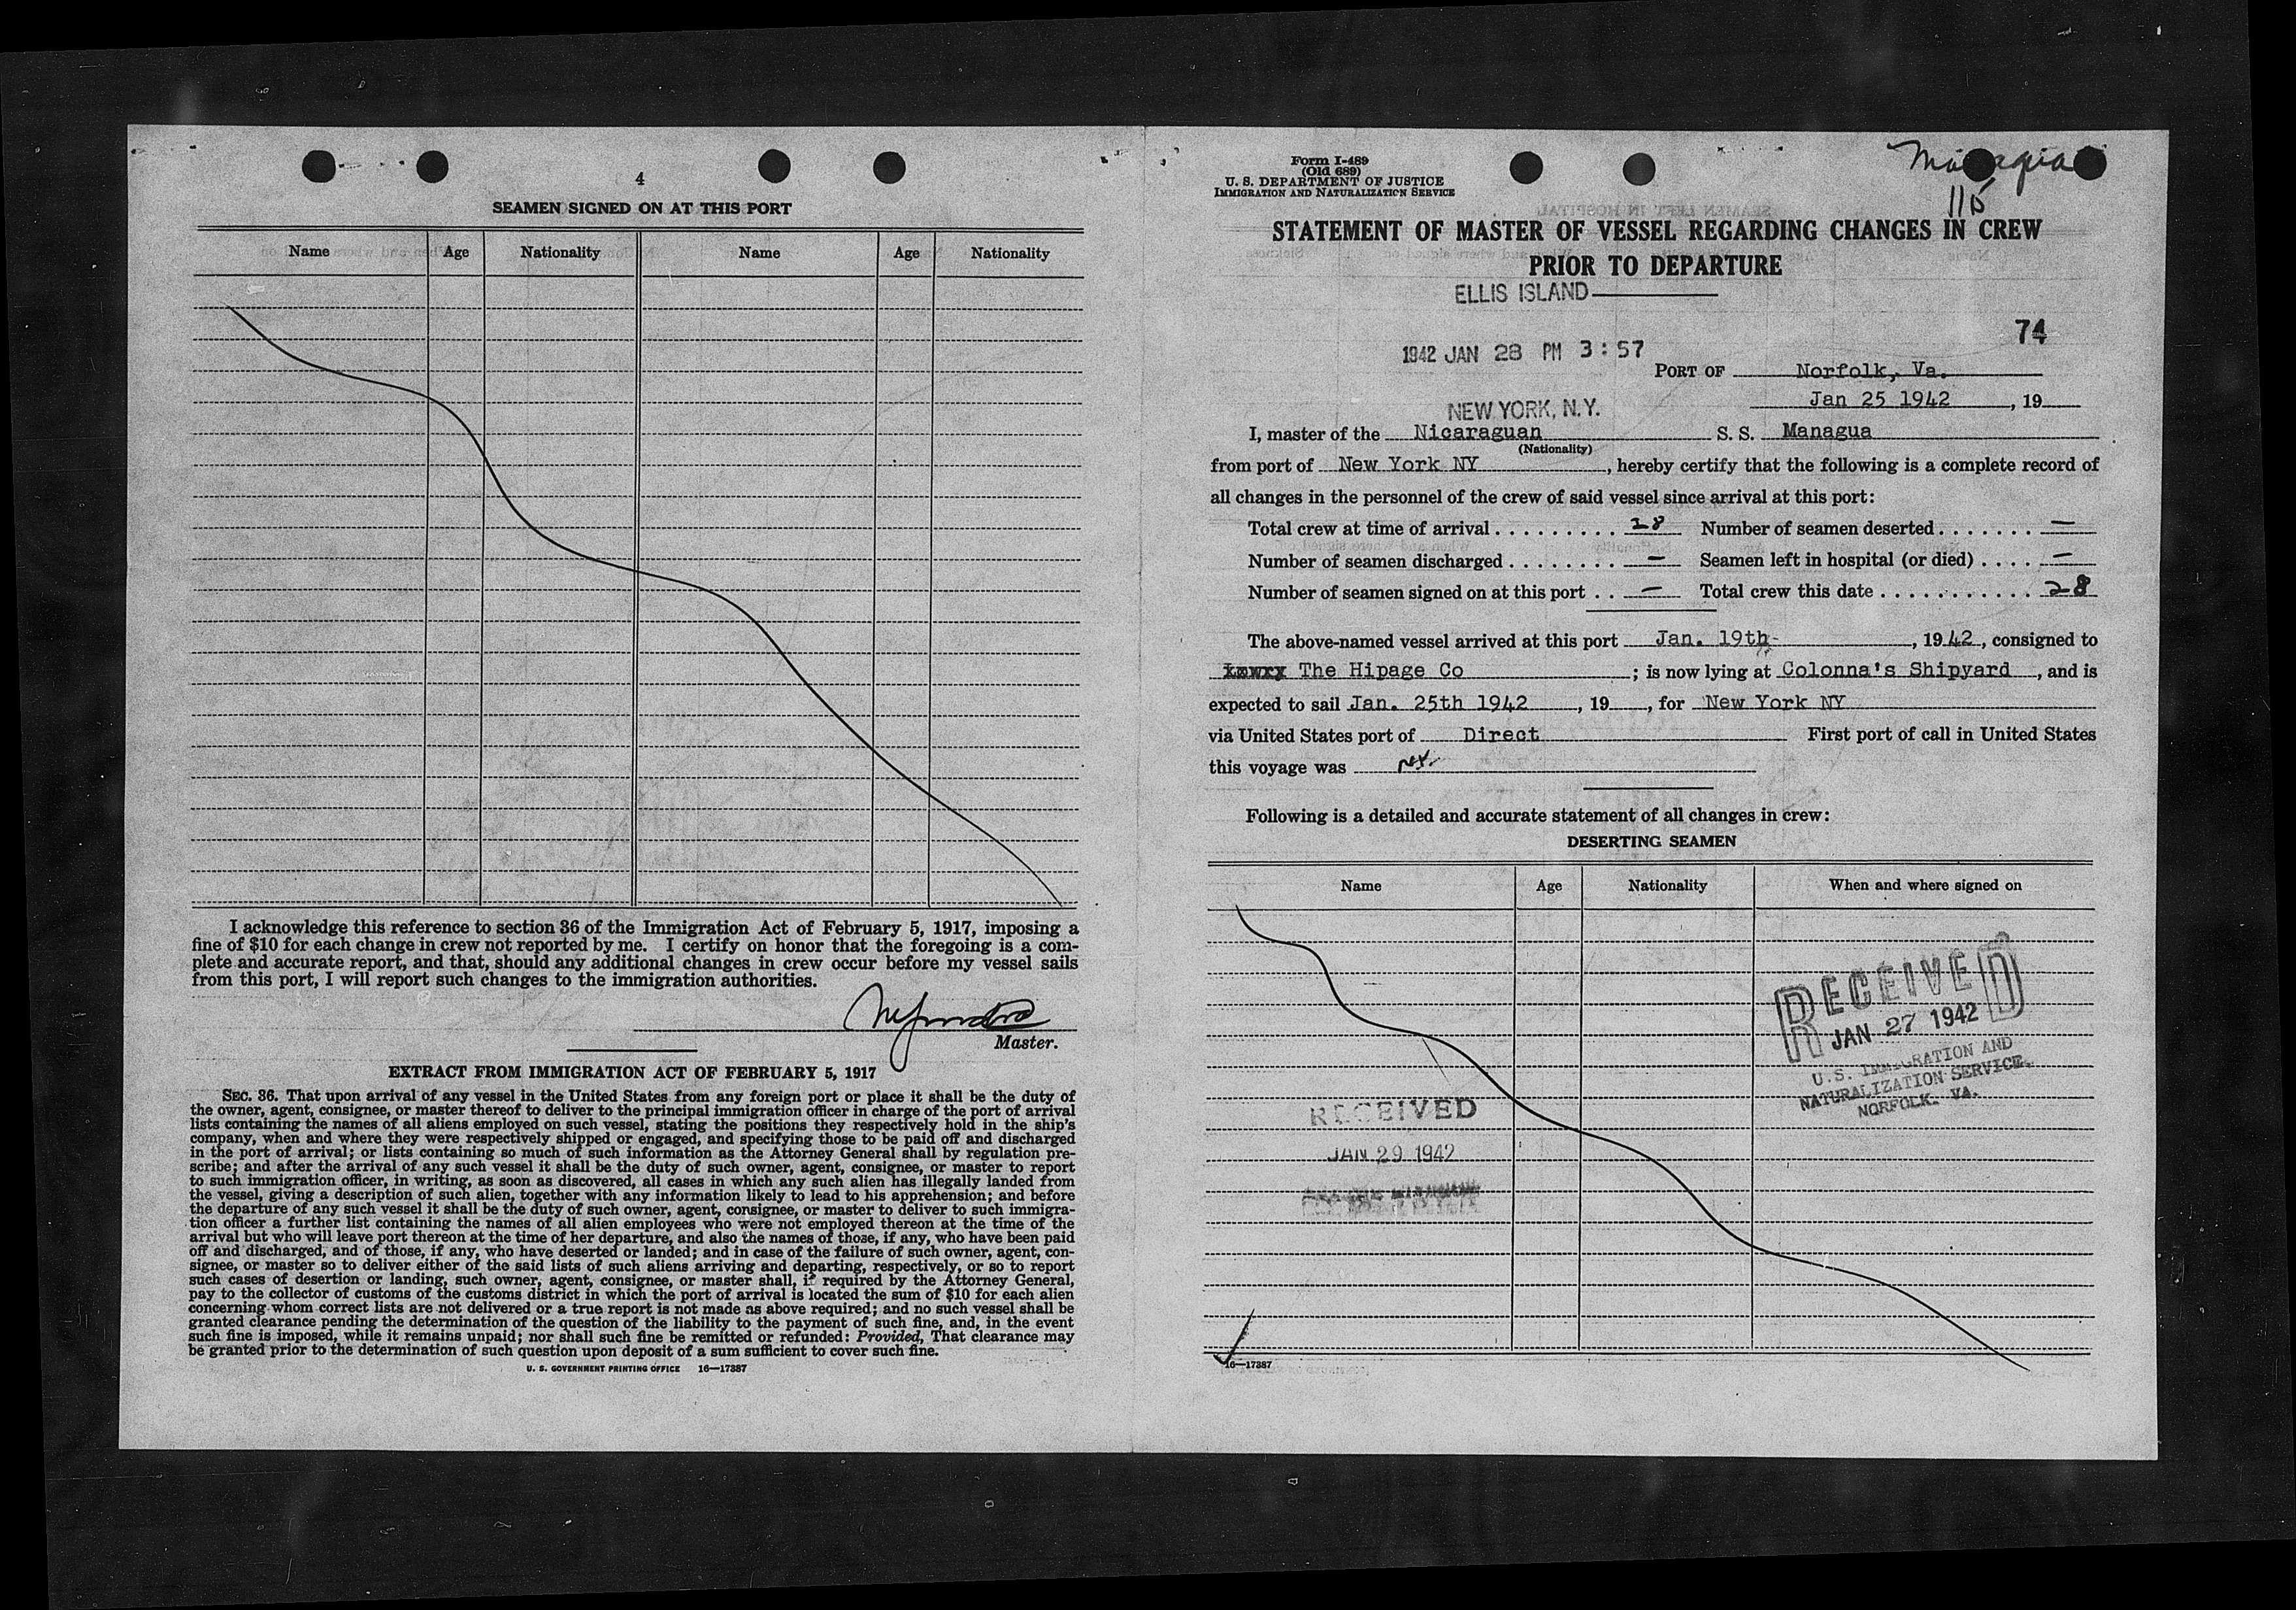 4
SEAMEN SIGNED ON AT THIS PORT
Name Age Nationality Name Age Nationality
I acknowledge this reference to section 36 of the Immigration Act of February 5, 1917, imposing a
fine of $10 for each change in crew not reported by me. I certify on honor that the foregoing is a com-
plete and accurate report, and that, should any additional changes in crew occur before my vessel sails
from this port, I will report such changes to the immigration authorities.
Master.
EXTRACT FROM IMMIGRATION ACT OF FEBRUARY 5, 1917
SEC. 36. That upon arrival of any vessel in the United States from any foreign port or place it shall be the duty of
the owner, agent, consignee, or master thereof to deliver to the principal immigration officer in charge of the port of arrival
lists containing the names of all aliens employed on such vessel, stating the positions they respectively hold in the ship's
company, when and where they were respectively shipped or engaged, and specifying those to be paid off and discharged
in the port of arrival; or lists containing so much of such information as the Attorney General shall by regulation pre-
scribe; and after the arrival of any such vessel it shall be the duty of such owner, agent, consignee, or master to report
to such immigration officer, in writing, as soon as discovered, all cases in which any such alien has illegally landed from
the vessel, giving a description of such alien, together with any information likely to lead to his apprehension; and before
the departure of any such vessel it shall be the duty of such owner, agent, consignee, or master to deliver to such immigra-
tion officer a further list containing the names of all alien employees who were not employed thereon at the time of the
arrival but who will leave port thereon at the time of her departure, and also the names of those, if any, who have been paid
off and discharged, and of those, if any, who have deserted or landed; and in case of the failure of such owner, agent, con-
signee, or master so to deliver either of the said lists of such aliens arriving and departing, respectively, or so to report
such cases of desertion or landing, such owner, agent, consignee, or master shall, if required by the Attorney General,
pay to the collector of customs of the customs district in which the port of arrival is located the sum of $10 for each alien
concerning whom correct lists are not delivered or a true report is not made as above required; and no such vessel shall be
granted clearance pending the determination of the question of the liability to the payment of such fine, and, in the event
such fine is imposed, while it remains unpaid; nor shall such fine be remitted or refunded: Provided, That clearance may
be granted prior to the determination of such question upon deposit of a sum sufficient to cover such fine.
U. S. GOVERNMENT PRINTING OFFICE 16—17387
Form I-489
(Old 689)
U. S. DEPARTMENT OF JUSTICE
IMMIGRATION AND NATURALIZATION SERVICE
115
STATEMENT OF MASTER OF VESSEL REGARDING CHANGES IN CREW
PRIOR TO DEPARTURE
ELLIS ISLAND
74
1942 JAN 28 PM 3:57
PORT OF Norfolk, Va.
NEW YORK, N.Y.
Jan 25 1942, 19
I, master of the Nicaraguan S. S. Managua
(Nationality)
from port of New York NY, hereby certify that the following is a complete record of
all changes in the personnel of the crew of said vessel since arrival at this port:
Total crew at time of arrival 28 Number of seamen deserted —
Number of seamen discharged — Seamen left in hospital (or died) —
Number of seamen signed on at this port — Total crew this date 28
The above-named vessel arrived at this port Jan. 19th, 1942, consigned to
The Hipage Co; is now lying at Colonna's Shipyard, and is
expected to sail Jan. 25th 1942, 19, for New York NY
via United States port of Direct First port of call in United States
this voyage was
Following is a detailed and accurate statement of all changes in crew:
DESERTING SEAMEN
Name Age Nationality When and where signed on
RECEIVED
JAN 27 1942
U.S. IMMIGRATION AND
NATURALIZATION SERVICE
NORFOLK. VA.
RECEIVED
JAN 29 1942
16—17387